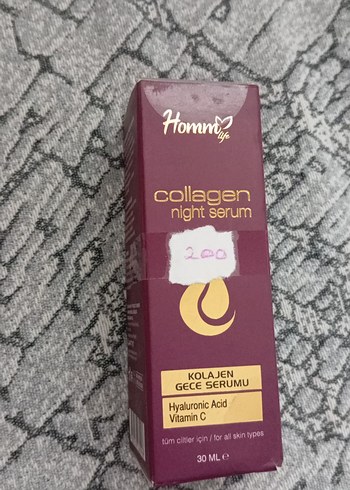 Homm life
collagen
night serum
200
KOLAJEN
GECE SERUMU
Hyaluronic Acid
Vitamin C
tüm ciltler için / for all skin types
30 ML ℮